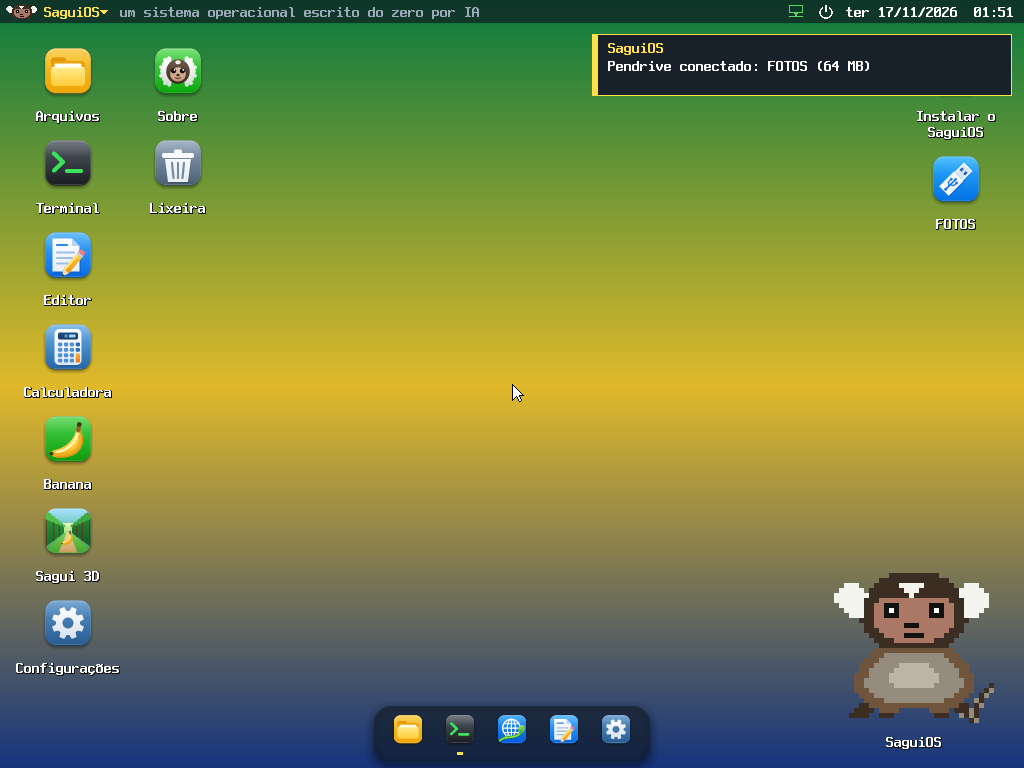 SaguiOS um sistema operacional escrito do zero por IA ter 17/11/2026 01:51
SaguiOS
Pendrive conectado: FOTOS (64 MB)
Arquivos
Sobre
Instalar o
SaguiOS
Terminal
Lixeira
FOTOS
Editor
Calculadora
Banana
Sagui 3D
Configurações
SaguiOS